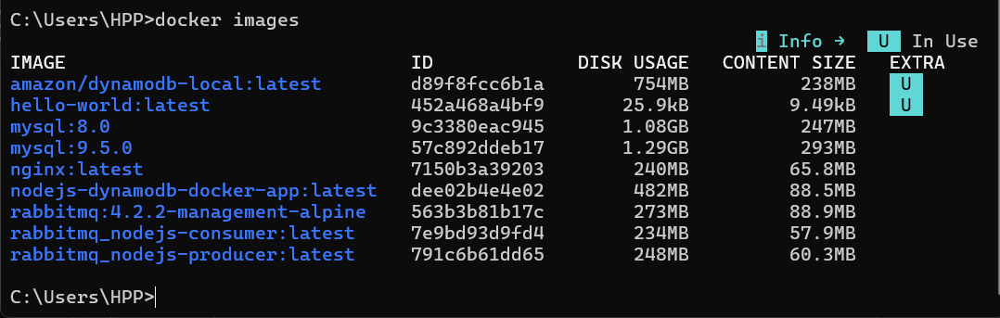 C:\Users\HPP>docker images
i Info → U In Use
IMAGE ID DISK USAGE CONTENT SIZE EXTRA
amazon/dynamodb-local:latest d89f8fcc6b1a 754MB 238MB U
hello-world:latest 452a468a4bf9 25.9kB 9.49kB U
mysql:8.0 9c3380eac945 1.08GB 247MB
mysql:9.5.0 57c892ddeb17 1.29GB 293MB
nginx:latest 7150b3a39203 240MB 65.8MB
nodejs-dynamodb-docker-app:latest dee02b4e4e02 482MB 88.5MB
rabbitmq:4.2.2-management-alpine 563b3b81b17c 273MB 88.9MB
rabbitmq_nodejs-consumer:latest 7e9bd93d9fd4 234MB 57.9MB
rabbitmq_nodejs-producer:latest 791c6b61dd65 248MB 60.3MB
C:\Users\HPP>